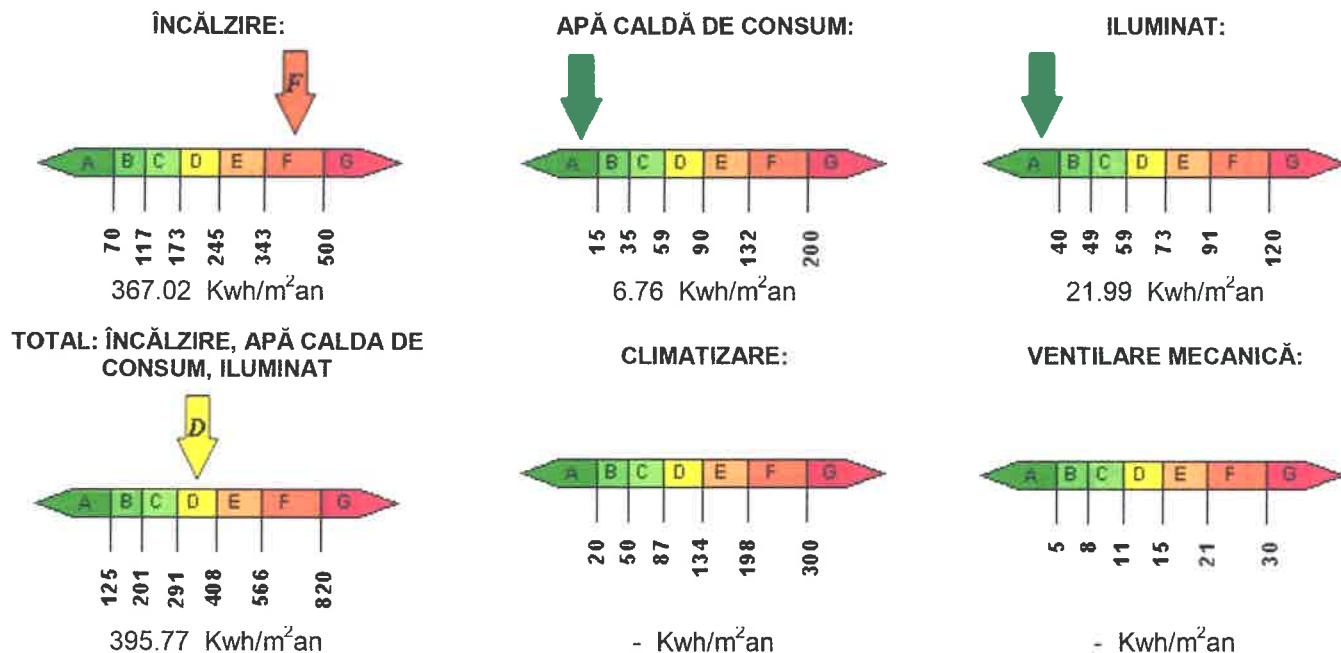 ÎNCĂLZIRE:
F
A B C D E F G
70 117 173 245 343 500
367.02 Kwh/m²an
APĂ CALDĂ DE CONSUM:
A B C D E F G
15 35 59 90 132 200
6.76 Kwh/m²an
ILUMINAT:
A B C D E F G
40 49 59 73 91 120
21.99 Kwh/m²an
TOTAL: ÎNCĂLZIRE, APĂ CALDA DE
CONSUM, ILUMINAT
D
A B C D E F G
125 201 291 408 566 820
395.77 Kwh/m²an
CLIMATIZARE:
A B C D E F G
20 50 87 134 198 300
- Kwh/m²an
VENTILARE MECANICĂ:
A B C D E F G
5 8 11 15 21 30
- Kwh/m²an